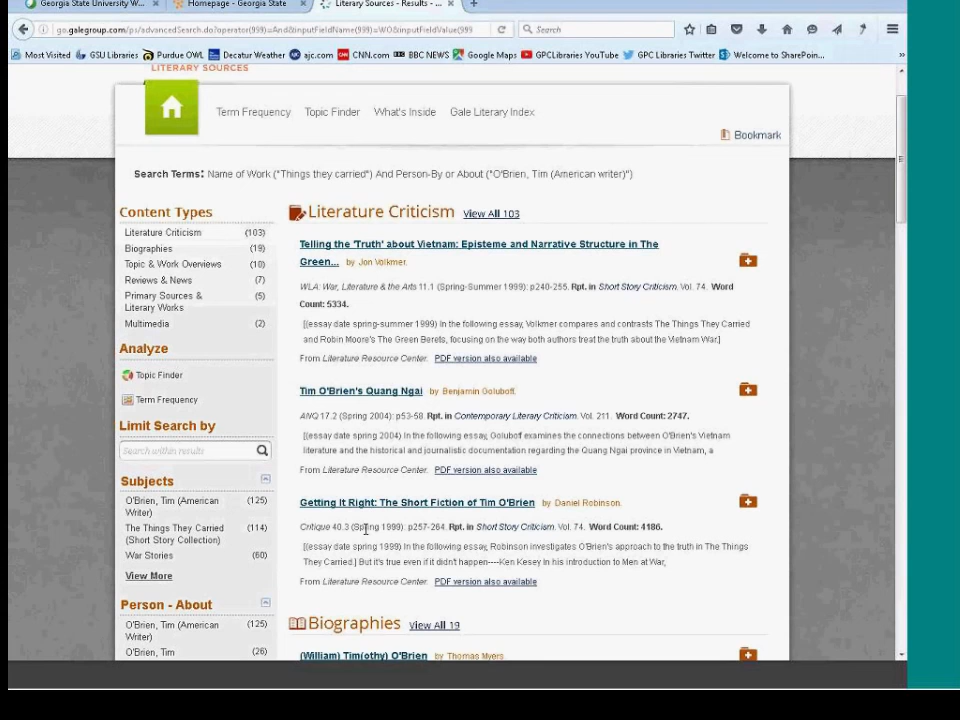 Georgia State University W... × Homepage - Georgia State × Literary Sources - Results - ... × +
go.galegroup.com/ps/advancedSearch.do?operator(999)=And&inputFieldName(999)=WO&inputFieldValue(999 Search
Most Visited GSU Libraries Purdue OWL Decatur Weather ajc.com CNN.com BBC NEWS Google Maps GPCLibraries YouTube GPC Libraries Twitter Welcome to SharePoin...
LITERARY SOURCES
Term Frequency Topic Finder What's Inside Gale Literary Index
Bookmark
Search Terms: Name of Work ("Things they carried") And Person-By or About ("O'Brien, Tim (American writer)")
Content Types
Literature Criticism (103)
Biographies (19)
Topic & Work Overviews (10)
Reviews & News (7)
Primary Sources & (5)
Literary Works
Multimedia (2)
Analyze
Topic Finder
Term Frequency
Limit Search by
Search within results
Subjects
O'Brien, Tim (American (125)
Writer)
The Things They Carried (114)
(Short Story Collection)
War Stories (60)
View More
Person - About
O'Brien, Tim (American (125)
Writer)
O'Brien, Tim (26)
Literature Criticism View All 103
Telling the 'Truth' about Vietnam: Episteme and Narrative Structure in The
Green... by Jon Volkmer.
WLA: War, Literature & the Arts 11.1 (Spring-Summer 1999): p240-255. Rpt. in Short Story Criticism. Vol. 74. Word
Count: 5334.
[(essay date spring-summer 1999) In the following essay, Volkmer compares and contrasts The Things They Carried
and Robin Moore's The Green Berets, focusing on the way both authors treat the truth about the Vietnam War.]
From Literature Resource Center. PDF version also available
Tim O'Brien's Quang Ngai by Benjamin Goluboff.
ANQ 17.2 (Spring 2004): p53-58. Rpt. in Contemporary Literary Criticism. Vol. 211. Word Count: 2747.
[(essay date spring 2004) In the following essay, Goluboff examines the connections between O'Brien's Vietnam
literature and the historical and journalistic documentation regarding the Quang Ngai province in Vietnam, a
From Literature Resource Center. PDF version also available
Getting It Right: The Short Fiction of Tim O'Brien by Daniel Robinson.
Critique 40.3 (Spring 1999): p257-264. Rpt. in Short Story Criticism. Vol. 74. Word Count: 4186.
[(essay date spring 1999) In the following essay, Robinson investigates O'Brien's approach to the truth in The Things
They Carried.] But it's true even if it didn't happen----Ken Kesey In his introduction to Men at War,
From Literature Resource Center. PDF version also available
Biographies View All 19
(William) Tim(othy) O'Brien by Thomas Myers.